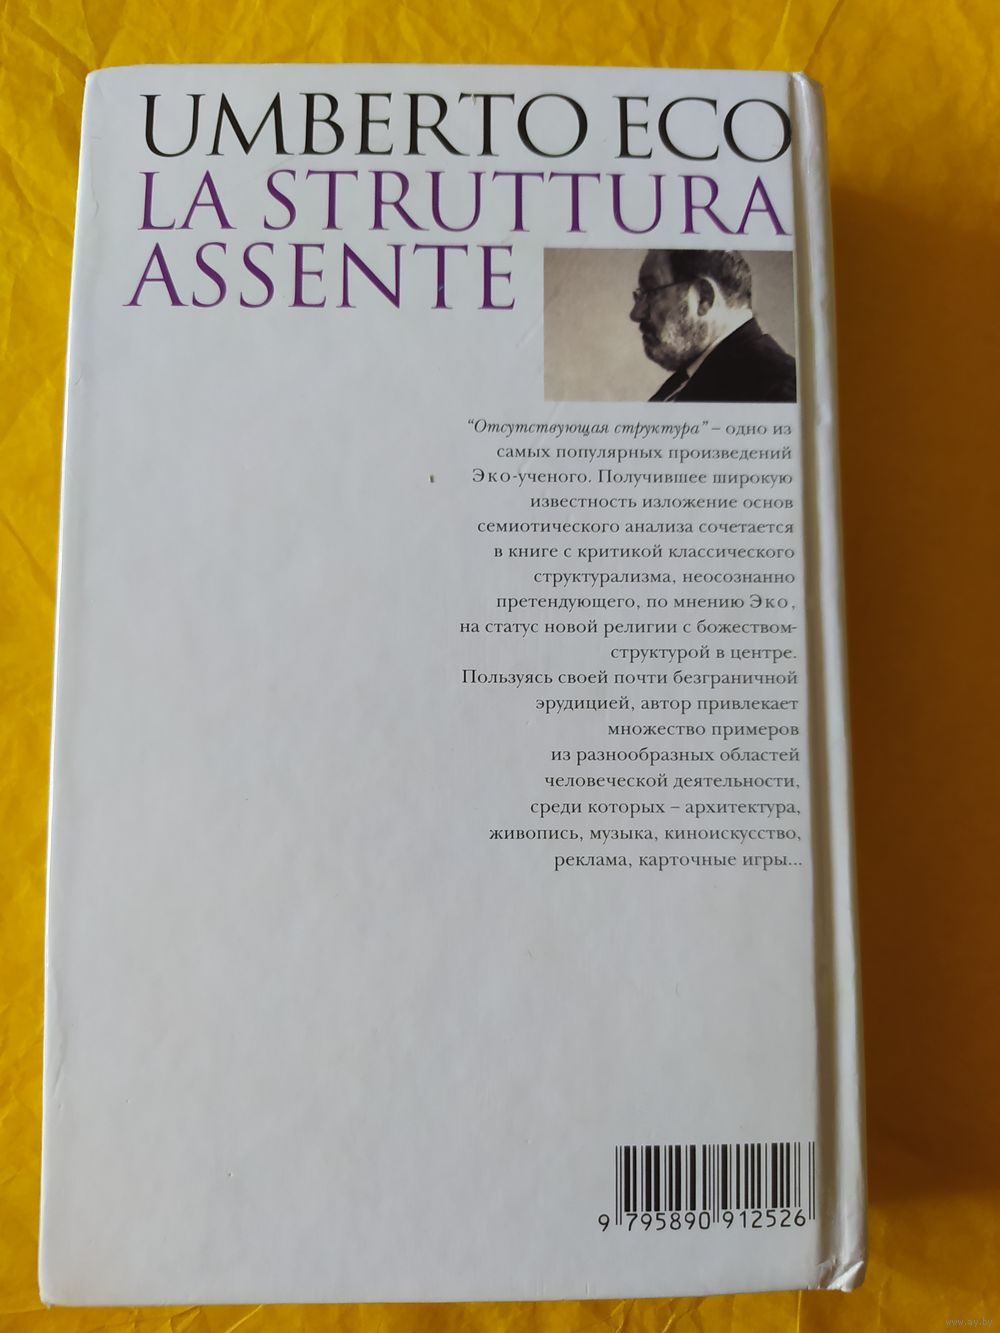 UMBERTO ECO
LA STRUTTURA
ASSENTE
“Отсутствующая структура” – одно из
самых популярных произведений
Эко-ученого. Получившее широкую
известность изложение основ
семиотического анализа сочетается
в книге с критикой классического
структурализма, неосознанно
претендующего, по мнению Эко,
на статус новой религии с божеством-
структурой в центре.
Пользуясь своей почти безграничной
эрудицией, автор привлекает
множество примеров
из разнообразных областей
человеческой деятельности,
среди которых – архитектура,
живопись, музыка, киноискусство,
реклама, карточные игры...
9 795890 912526
www.ay.by